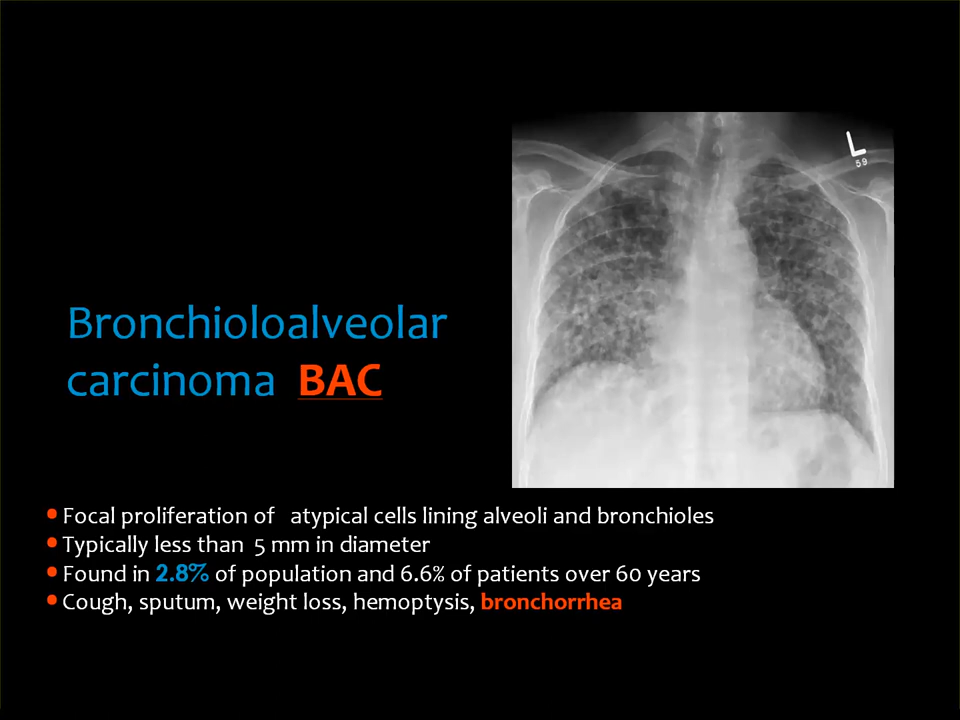 L
59
Bronchioloalveolar
carcinoma BAC
• Focal proliferation of atypical cells lining alveoli and bronchioles
• Typically less than 5 mm in diameter
• Found in 2.8% of population and 6.6% of patients over 60 years
• Cough, sputum, weight loss, hemoptysis, bronchorrhea